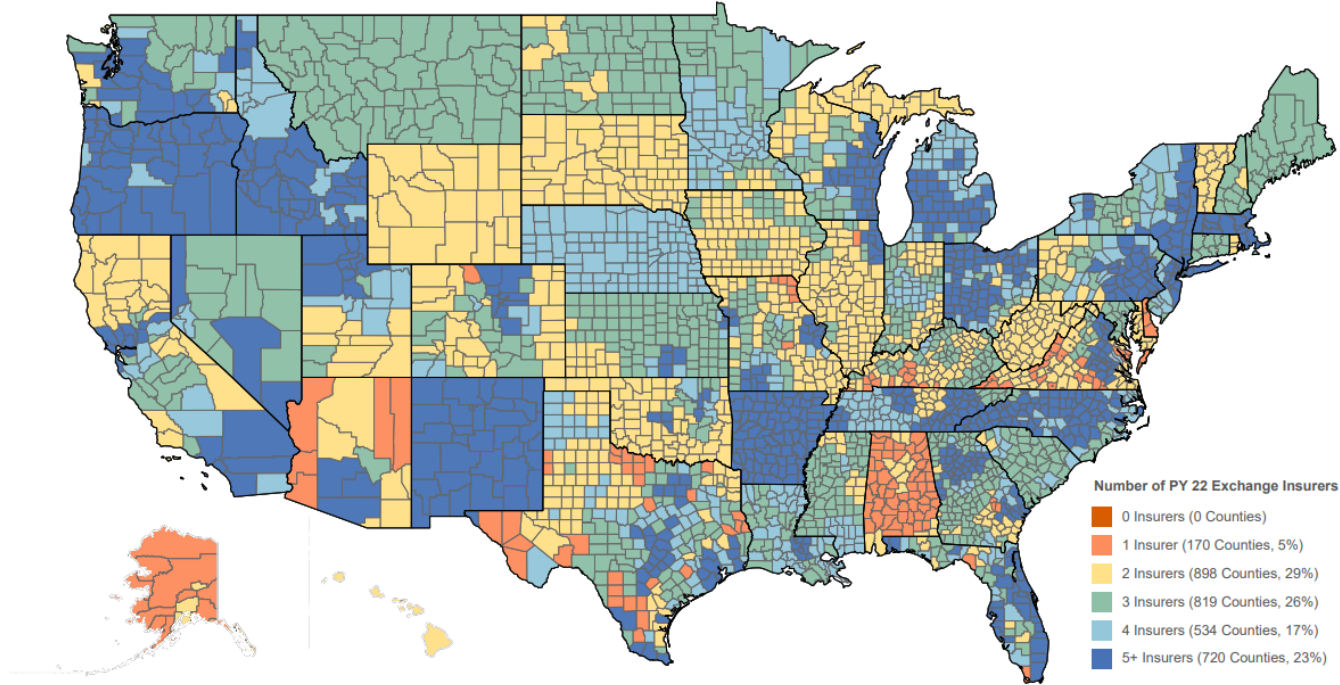 Number of PY 22 Exchange Insurers
0 Insurers (0 Counties)
1 Insurer (170 Counties, 5%)
2 Insurers (898 Counties, 29%)
3 Insurers (819 Counties, 26%)
4 Insurers (534 Counties, 17%)
5+ Insurers (720 Counties, 23%)